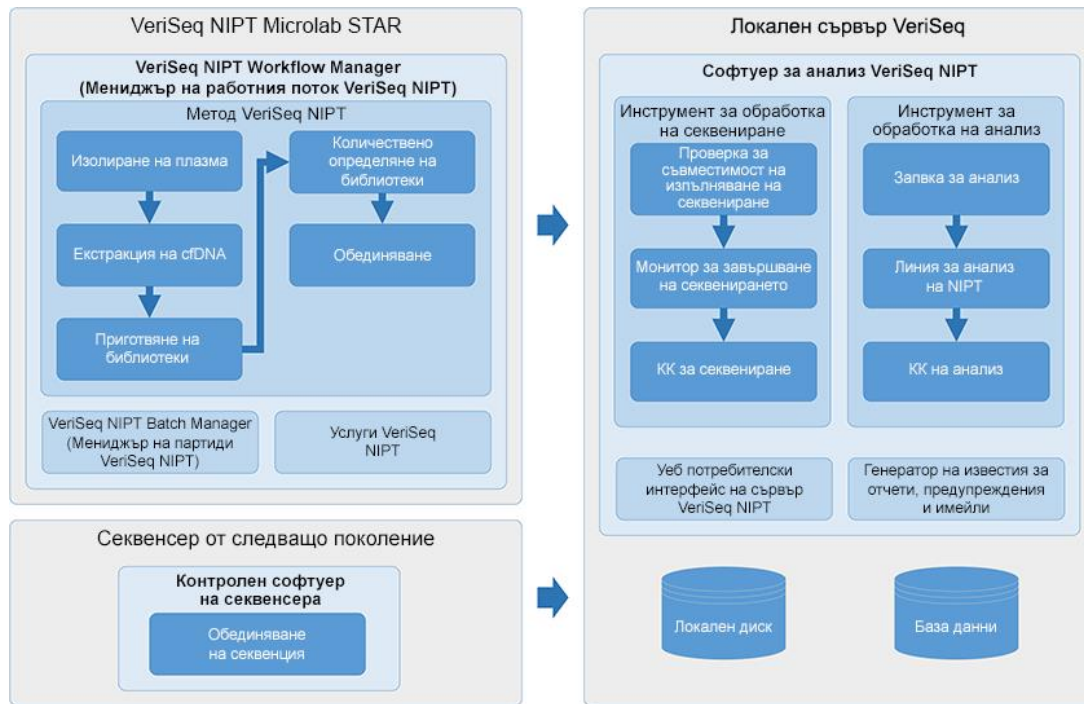 VeriSeq NIPT Microlab STAR
VeriSeq NIPT Workflow Manager
(Мениджър на работния поток VeriSeq NIPT)
Метод VeriSeq NIPT
Изолиране на плазма
Екстракция на cfDNA
Приготвяне на
библиотеки
Количествено
определяне на
библиотеки
Обединяване
VeriSeq NIPT Batch Manager
(Мениджър на партиди
VeriSeq NIPT)
Услуги VeriSeq
NIPT
Секвенсер от следващо поколение
Контролен софтуер
на секвенсера
Обединяване
на секвенция
Локален сървър VeriSeq
Софтуер за анализ VeriSeq NIPT
Инструмент за обработка
на секвениране
Проверка за
съвместимост на
изпълняване на
секвениране
Монитор за завършване
на секвенирането
КК за секвениране
Инструмент за
обработка на анализ
Запвка за анализ
Линия за анализ
на NIPT
КК на анализ
Уеб потребителски
интерфейс на сървър
VeriSeq NIPT
Генератор на известия за
отчети, предупреждения
и имейли
Локален диск
База данни